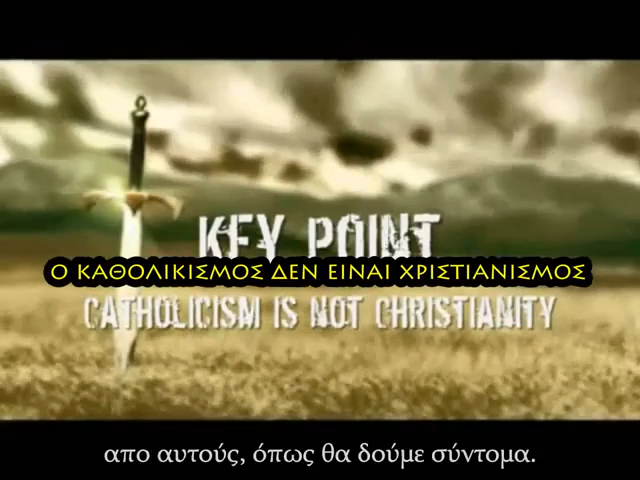 KEY POINT
Ο ΚΑΘΟΛΙΚΙΣΜΟΣ ΔΕΝ ΕΙΝΑΙ ΧΡΙΣΤΙΑΝΙΣΜΟΣ
CATHOLICISM IS NOT CHRISTIANITY
απο αυτούς, όπως θα δούμε σύντομα.